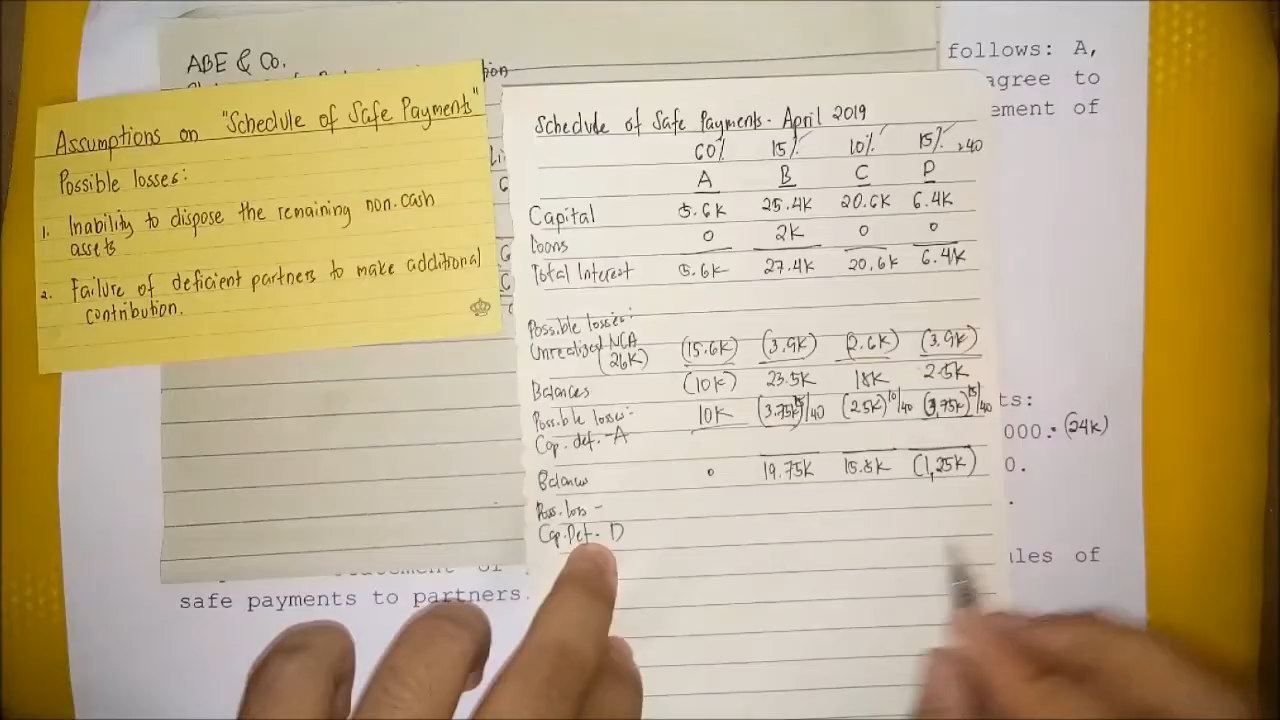 ABE & Co.
follows: A,
agree to
ement of
Assumptions on "Schedule of Safe Payments"
Possible losses:
1. Inability to dispose the remaining non-cash
assets
2. Failure of deficient partners to make additional
contribution.
Schedule of Safe Payments - April 2019
60% 15% 10% 15% .40
A B C D
Capital 5.6K 25.4K 20.6K 6.4K
Loans 0 2K 0 0
Total Interest 5.6K 27.4K 20.6K 6.4K
Possible losses:
Unrealized NCA (15.6K) (3.9K) (2.6K) (3.9K)
(26K)
Balances (10K) 23.5K 18K 2.5K
Possible losses:- 10K (3.75K)15/40 (2.5K)10/40 (3,75K)15/40
Cap. def.-A
Balances 0 19.75K 15.5K (1,25K)
Poss. loss -
Cap. Def. - D
ts:
000. (24K)
0.
ules of
safe payments to partners.